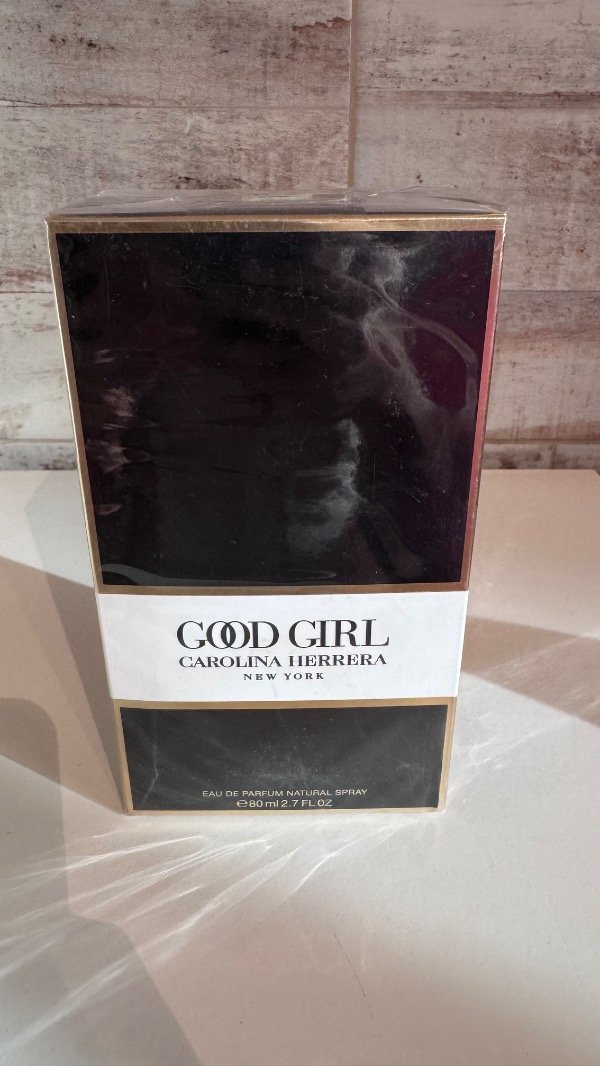 GOOD GIRL
CAROLINA HERRERA
NEW YORK
EAU DE PARFUM NATURAL SPRAY
℮80 ml 2.7 FL OZ